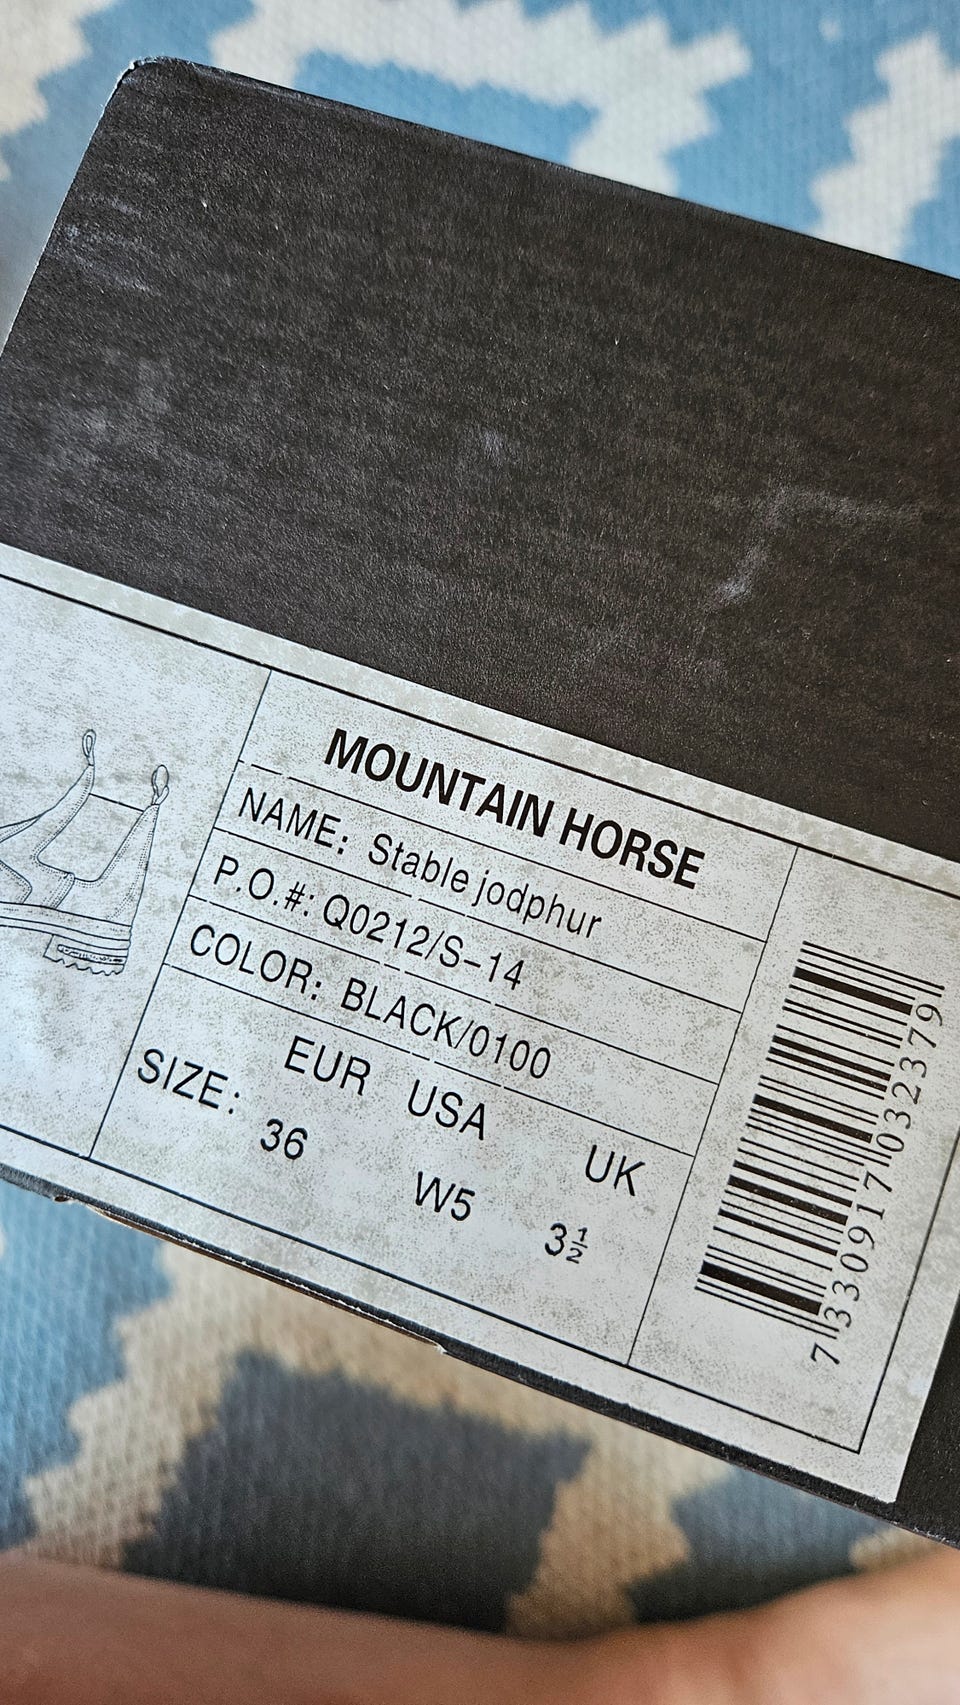 MOUNTAIN HORSE
NAME: Stable jodphur
P.O.#: Q0212/S-14
COLOR: BLACK/0100
EUR USA UK
SIZE: 36 W5 3½
7330917032379